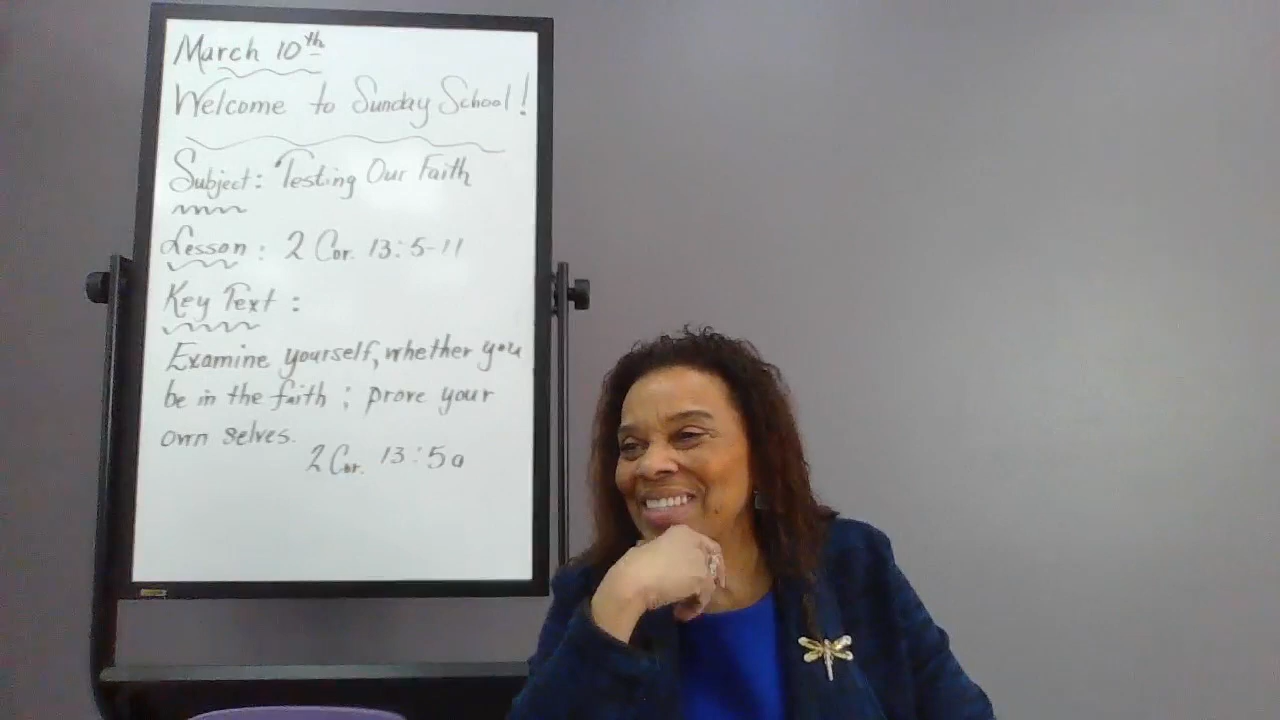 March 10th
Welcome to Sunday School!
Subject: Testing Our Faith
Lesson: 2 Cor. 13:5-11
Key Text:
Examine yourself, whether you
be in the faith; prove your
own selves.
2 Cor. 13:5a